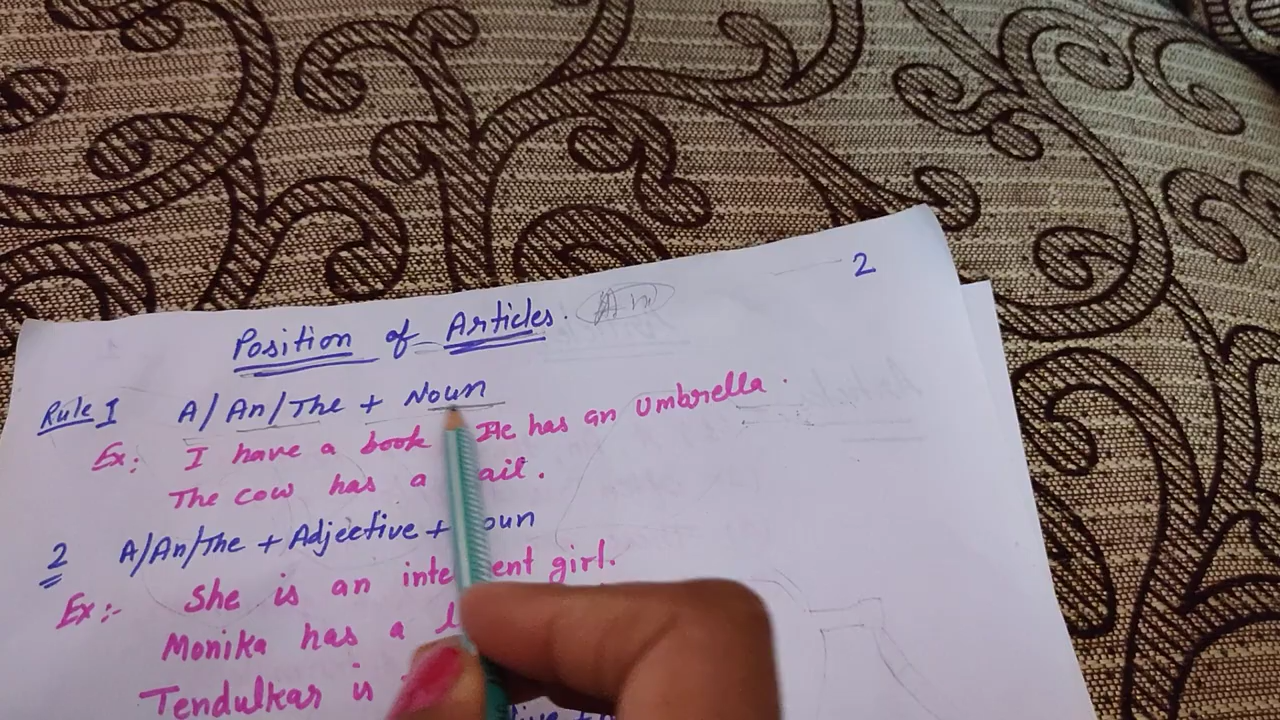 2
Position of Articles.
Rule 1 A/An/The + Noun
Ex: I have a book He has an Umbrella.
The cow has a ail.
2 A/An/The + Adjective + oun
Ex:- She is an inte ent girl.
Monika has a
Tendulkar is